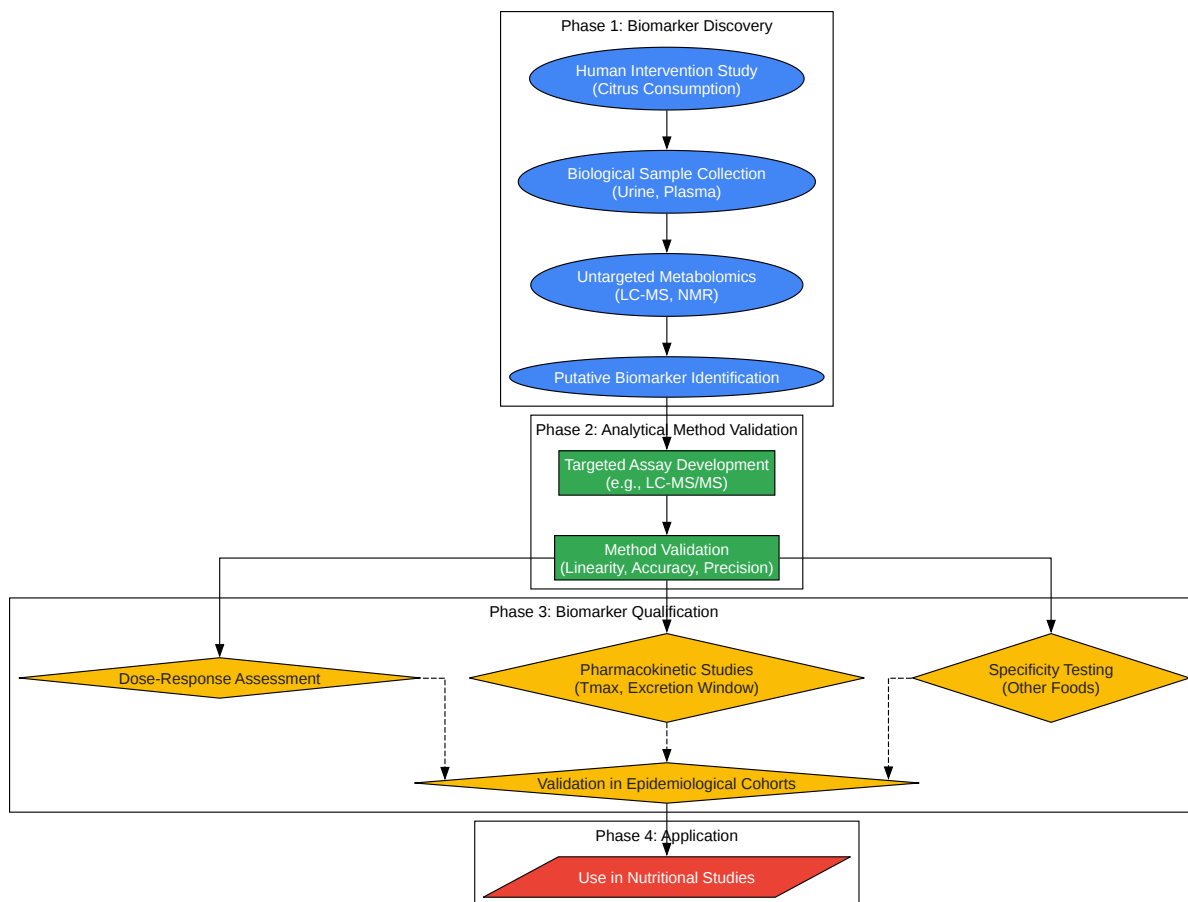 Phase 1: Biomarker Discovery
Human Intervention Study
(Citrus Consumption)
Biological Sample Collection
(Urine, Plasma)
Untargeted Metabolomics
(LC-MS, NMR)
Putative Biomarker Identification
Phase 2: Analytical Method Validation
Targeted Assay Development
(e.g., LC-MS/MS)
Method Validation
(Linearity, Accuracy, Precision)
Phase 3: Biomarker Qualification
Dose-Response Assessment
Pharmacokinetic Studies
(Tmax, Excretion Window)
Specificity Testing
(Other Foods)
Validation in Epidemiological Cohorts
Phase 4: Application
Use in Nutritional Studies